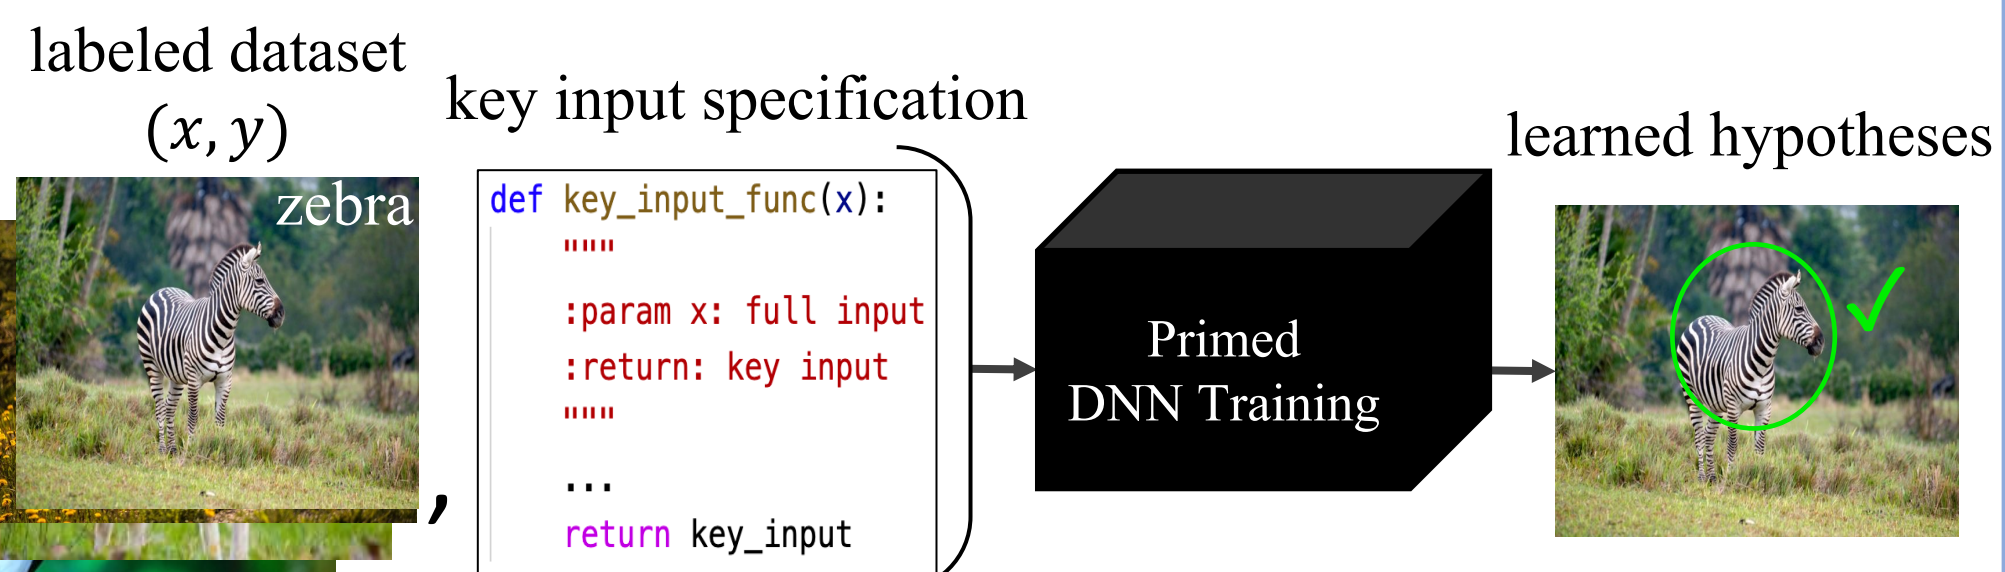 labeled dataset
(x, y)
zebra
,
key input specification
def key_input_func(x):
"""
:param x: full input
:return: key input
"""
...
return key_input
Primed
DNN Training
learned hypotheses